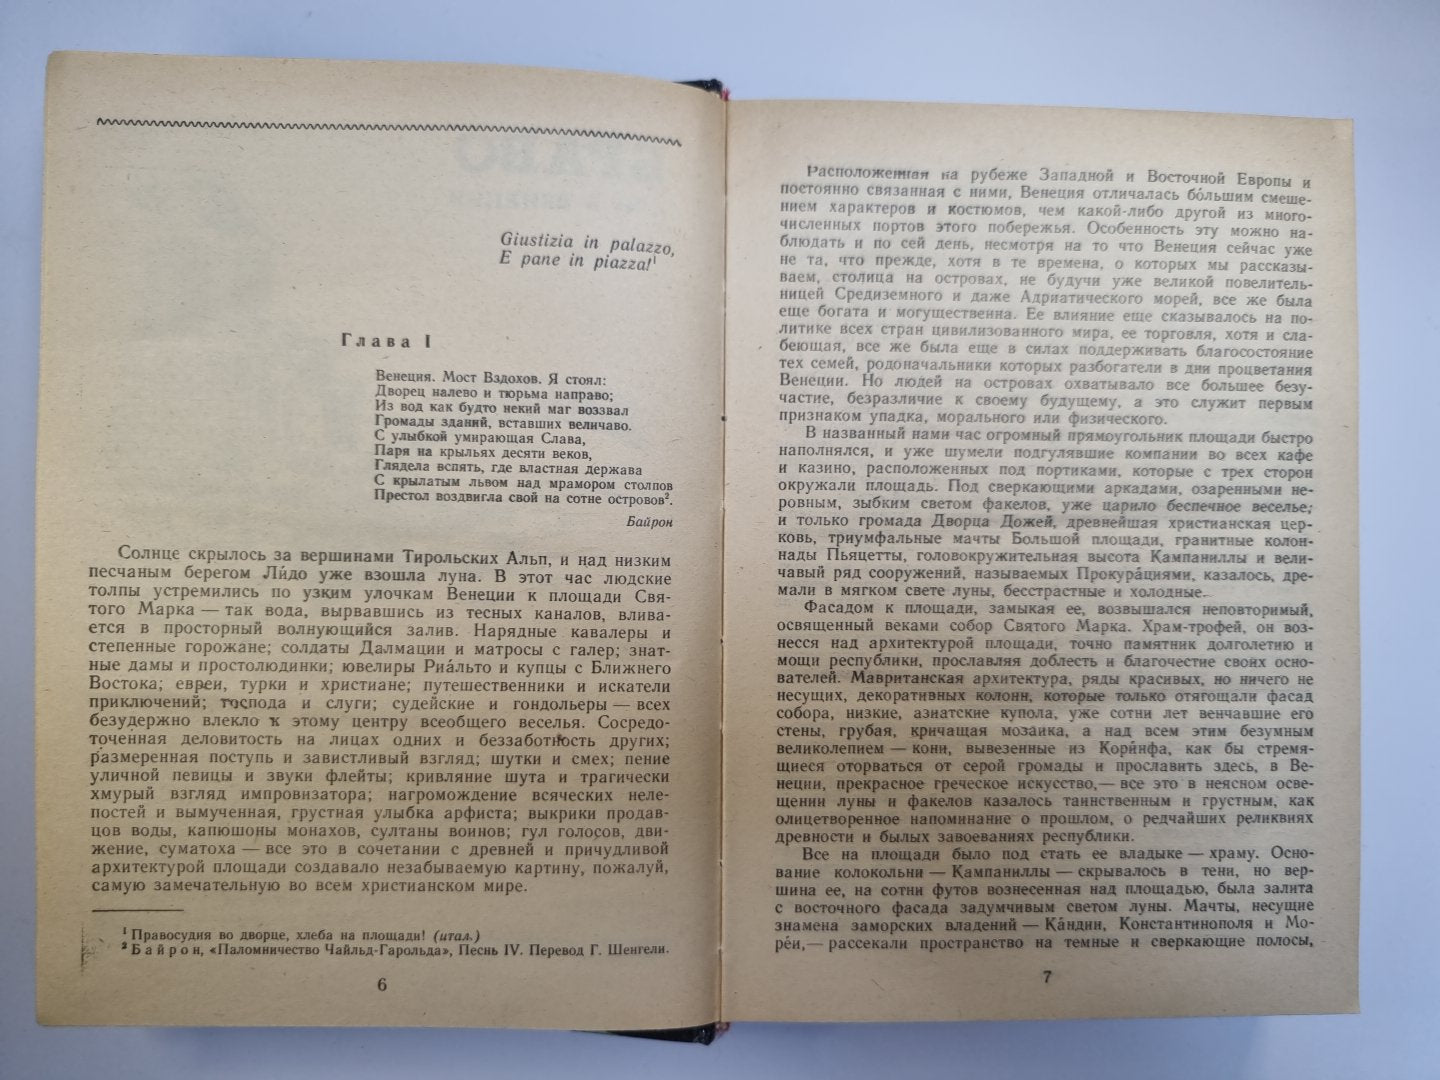 Giustizia in palazzo,
E pane in piazza!¹
Глава I
Венеция. Мост Вздохов. Я стоял:
Дворец налево и тюрьма направо;
Из вод как будто некий маг воззвал
Громады зданий, вставших величаво.
С улыбкой умирающая Слава,
Паря на крыльях десяти веков,
Глядела вспять, где властная держава
С крылатым львом над мрамором столпов
Престол воздвигла свой на сотне островов².
Байрон
Солнце скрылось за вершинами Тирольских Альп, и над низким
песчаным берегом Ли́до уже взошла луна. В этот час людские
толпы устремились по узким улочкам Венеции к площади Свя-
того Марка — так вода, вырвавшись из тесных каналов, влива-
ется в просторный волнующийся залив. Нарядные кавалеры и
степенные горожане; солдаты Далмации и матросы с галер; знат-
ные дамы и простолюдинки; ювелиры Риа́льто и купцы с Ближнего
Востока; евреи, турки и христиане; путешественники и искатели
приключений; господа и слуги; судейские и гондольеры — всех
безудержно влекло к этому центру всеобщего веселья. Сосредо-
точенная деловитость на лицах одних и беззаботность других;
размеренная поступь и завистливый взгляд; шутки и смех; пение
уличной певицы и звуки флейты; кривляние шута и трагически
хмурый взгляд импровизатора; нагромождение всяческих неле-
постей и вымученная, грустная улыбка арфиста; выкрики продав-
цов воды, капюшоны монахов, султаны воинов; гул голосов, дви-
жение, суматоха — все это в сочетании с древней и причудливой
архитектурой площади создавало незабываемую картину, пожалуй,
самую замечательную во всем христианском мире.
¹ Правосудия во дворце, хлеба на площади! (итал.)
² Байрон, «Паломничество Чайльд-Гарольда», Песнь IV. Перевод Г. Шенгели.
6
Расположенная на рубеже Западной и Восточной Европы и
постоянно связанная с ними, Венеция отличалась бо́льшим смеше-
нием характеров и костюмов, чем какой-либо другой из много-
численных портов этого побережья. Особенность эту можно на-
блюдать и по сей день, несмотря на то что Венеция сейчас уже
не та, что прежде, хотя в те времена, о которых мы рассказы-
ваем, столица на островах, не будучи уже великой повелитель-
ницей Средиземного и даже Адриатического морей, все же была
еще богата и могущественна. Ее влияние еще сказывалось на по-
литике всех стран цивилизованного мира, ее торговля, хотя и сла-
беющая, все же была еще в силах поддерживать благосостояние
тех семей, родоначальники которых разбогатели в дни процветания
Венеции. Но людей на островах охватывало все большее безу-
частие, безразличие к своему будущему, а это служит первым
признаком упадка, морального или физического.
В названный нами час огромный прямоугольник площади быстро
наполнялся, и уже шумели подгулявшие компании во всех кафе
и казино, расположенных под портиками, которые с трех сторон
окружали площадь. Под сверкающими аркадами, озаренными не-
ровным, зыбким светом факелов, уже царило беспечное веселье;
и только громада Дворца Дожей, древнейшая христианская цер-
ковь, триумфальные мачты Большой площади, гранитные колон-
нады Пьяцетты, головокружительная высота Кампаниллы и вели-
чавый ряд сооружений, называемых Прокура́циями, казалось, дре-
мали в мягком свете луны, бесстрастные и холодные.
Фасадом к площади, замыкая ее, возвышался неповторимый,
освященный веками собор Святого Марка. Храм-трофей, он воз-
несся над архитектурой площади, точно памятник долголетию и
мощи республики, прославляя доблесть и благочестие своих осно-
вателей. Мавританская архитектура, ряды красивых, но ничего не
несущих, декоративных колонн, которые только отягощали фасад
собора, низкие, азиатские купола, уже сотни лет венчавшие его
стены, грубая, кричащая мозаика, а над всем этим безумным
великолепием — кони, вывезенные из Кори́нфа, как бы стремя-
щиеся оторваться от серой громады и прославить здесь, в Ве-
неции, прекрасное греческое искусство,— все это в неясном осве-
щении луны и факелов казалось таинственным и грустным, как
олицетворенное напоминание о прошлом, о редчайших реликвиях
древности и былых завоеваниях республики.
Все на площади было под стать ее владыке — храму. Осно-
вание колокольни — Кампаниллы — скрывалось в тени, но вер-
шина ее, на сотни футов вознесенная над площадью, была залита
с восточного фасада задумчивым светом луны. Мачты, несущие
знамена заморских владений — Ка́ндии, Константинополя и Мо-
ре́и,— рассекали пространство на темные и сверкающие полосы,
7